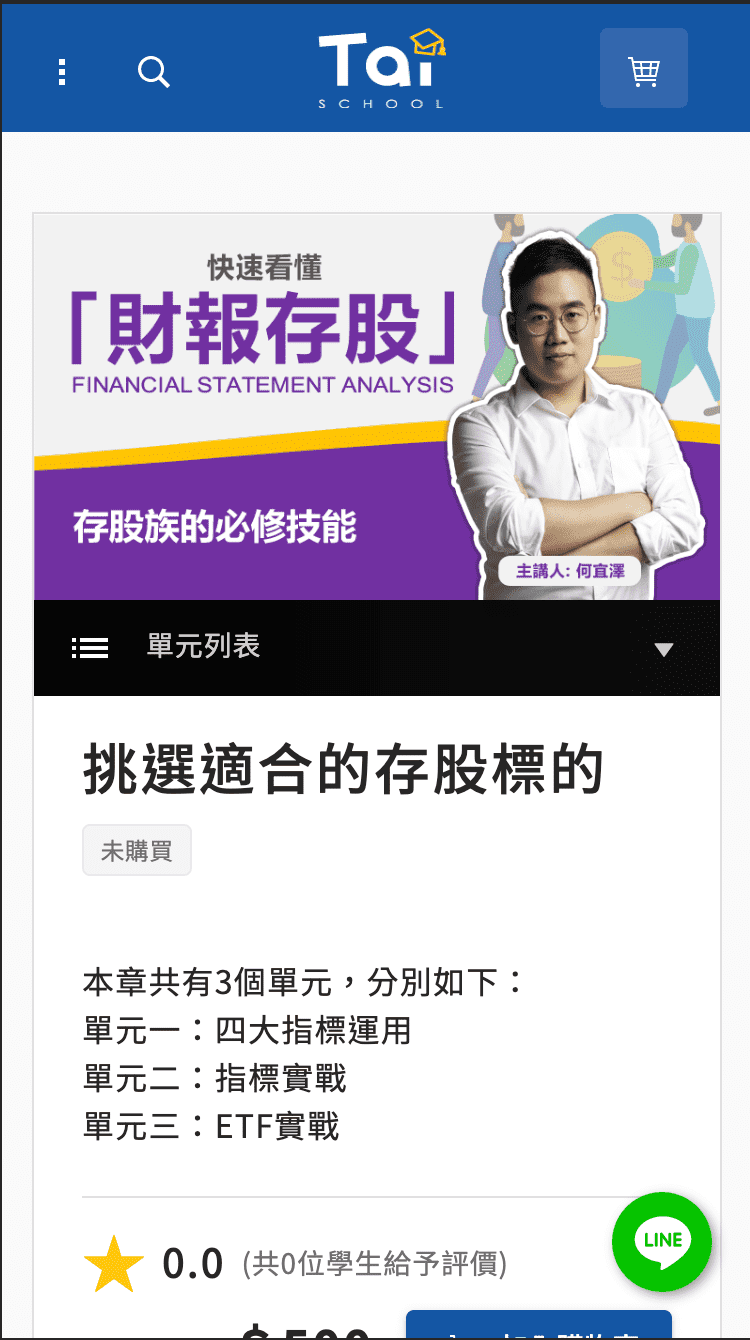 Tai
SCHOOL
快速看懂
「財報存股」
FINANCIAL STATEMENT ANALYSIS
存股族的必修技能
主講人: 何宜澤
單元列表
挑選適合的存股標的
未購買
本章共有3個單元，分別如下：
單元一：四大指標運用
單元二：指標實戰
單元三：ETF實戰
LINE
0.0 (共0位學生給予評價)